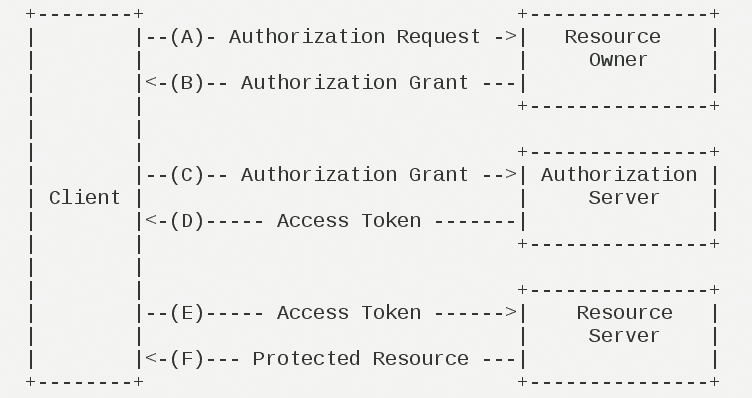 +--------+                               +---------------+
|        |--(A)- Authorization Request ->|   Resource    |
|        |                               |     Owner     |
|        |<-(B)-- Authorization Grant ---|               |
|        |                               +---------------+
|        |
|        |                               +---------------+
|        |--(C)-- Authorization Grant -->| Authorization |
| Client |                               |     Server    |
|        |<-(D)----- Access Token -------|               |
|        |                               +---------------+
|        |
|        |                               +---------------+
|        |--(E)----- Access Token ------>|    Resource   |
|        |                               |     Server    |
|        |<-(F)--- Protected Resource ---|               |
+--------+                               +---------------+